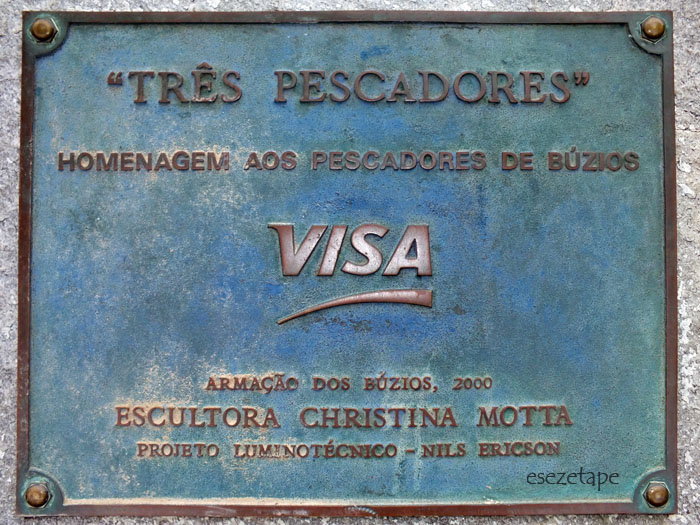 “TRÊS PESCADORES”
HOMENAGEM AOS PESCADORES DE BÚZIOS
VISA
ARMAÇÃO DOS BÚZIOS, 2000
ESCULTORA CHRISTINA MOTTA
PROJETO LUMINOTÉCNICO – NILS ERICSON
esezetape